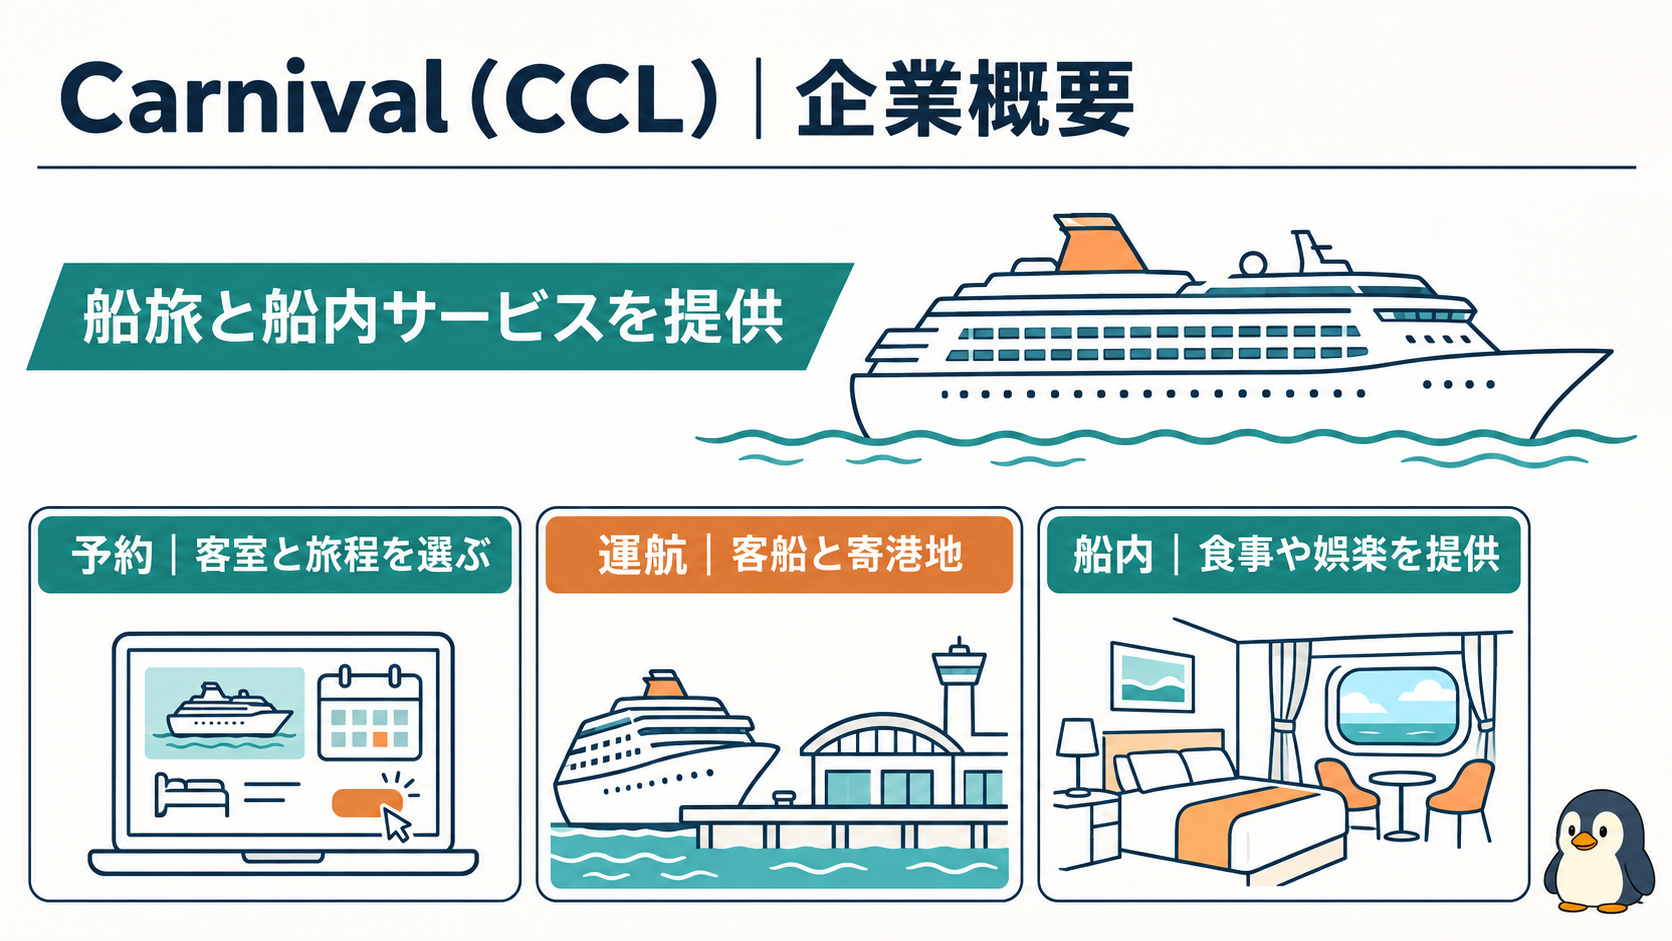 Carnival（CCL）｜企業概要
船旅と船内サービスを提供
予約｜客室と旅程を選ぶ
運航｜客船と寄港地
船内｜食事や娯楽を提供